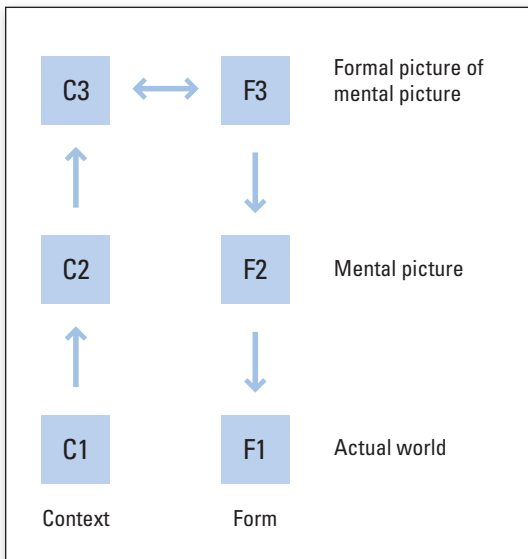 C3 F3 Formal picture of
mental picture
C2 F2 Mental picture
C1 F1 Actual world
Context Form